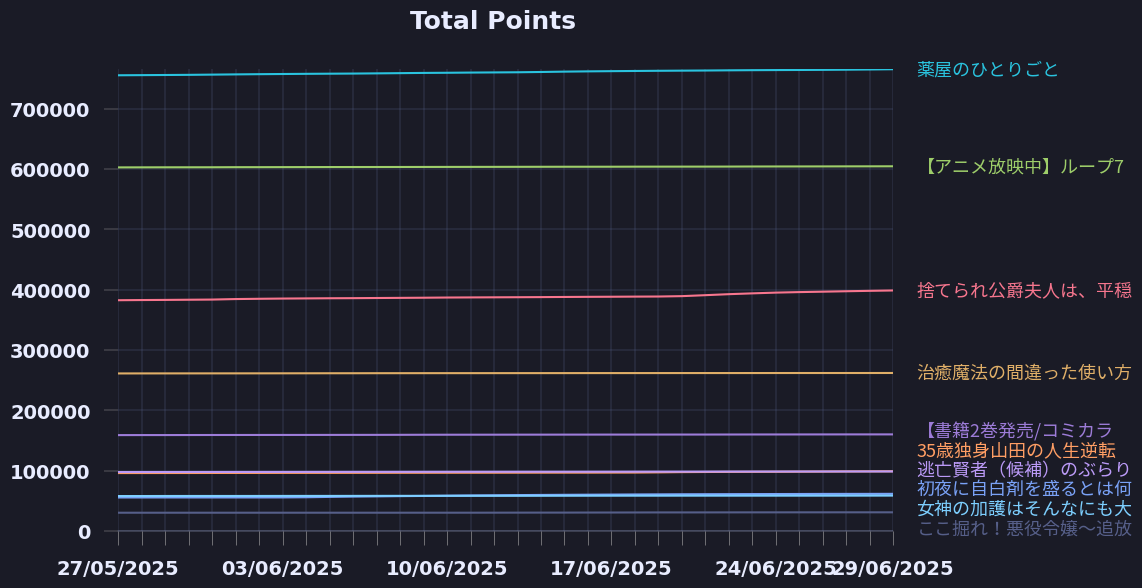 Total Points
薬屋のひとりごと
700000
【アニメ放映中】ループ7
600000
500000
400000
捨てられ公爵夫人は、平穏
300000
治癒魔法の間違った使い方
200000
【書籍2巻発売/コミカラ
35歳独身山田の人生逆転
100000
逃亡賢者（候補）のぶらり
初夜に自白剤を盛るとは何
女神の加護はそんなにも大
0
ここ掘れ！悪役令嬢～追放
27/05/2025 03/06/2025 10/06/2025 17/06/2025 24/06/2025 29/06/2025